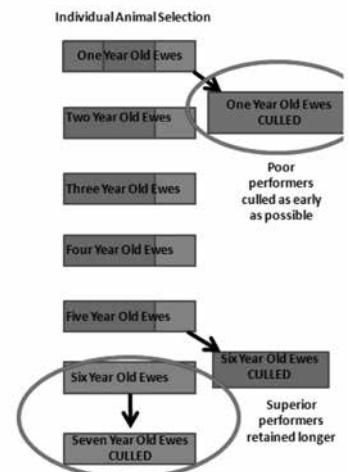 Individual Animal Selection
One Year Old Ewes
One Year Old Ewes
CULLED
Two Year Old Ewes
Poor
performers
culled as early
as possible
Three Year Old Ewes
Four Year Old Ewes
Five Year Old Ewes
Six Year Old Ewes
CULLED
Six Year Old Ewes
Superior
performers
retained longer
Seven Year Old Ewes
CULLED